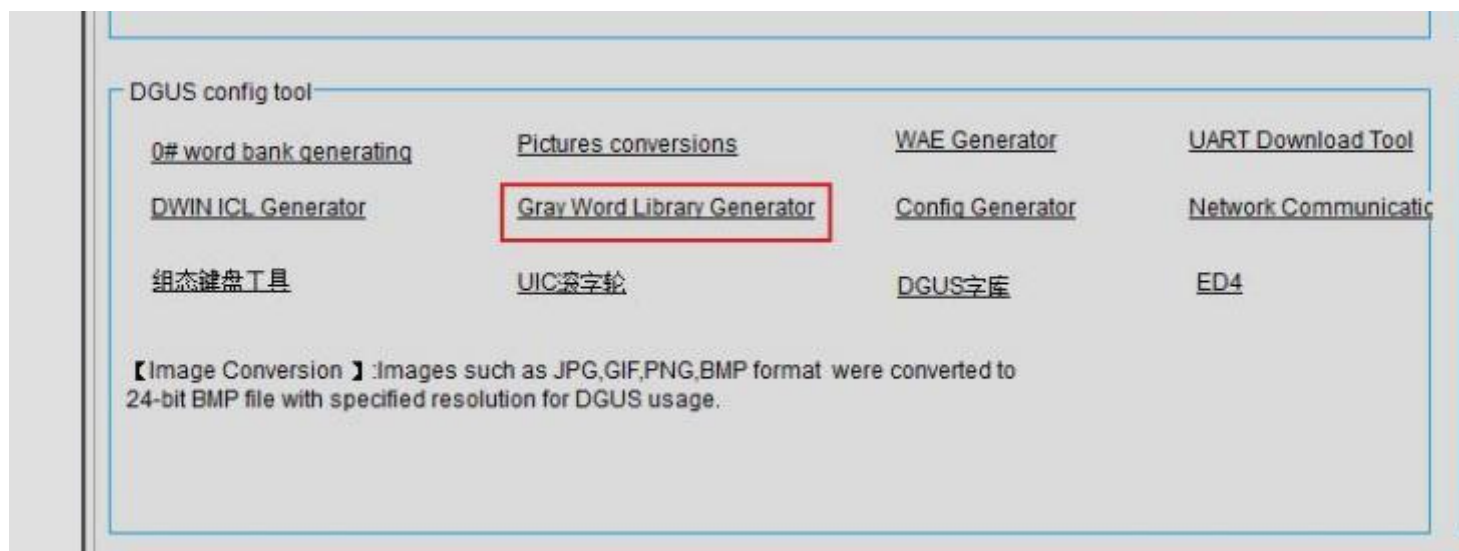 DGUS config tool
0# word bank generating
Pictures conversions
WAE Generator
UART Download Tool
DWIN ICL Generator
Gray Word Library Generator
Config Generator
Network Communicatic
组态键盘工具
UIC滚字轮
DGUS字库
ED4
【Image Conversion 】:Images such as JPG,GIF,PNG,BMP format were converted to
24-bit BMP file with specified resolution for DGUS usage.